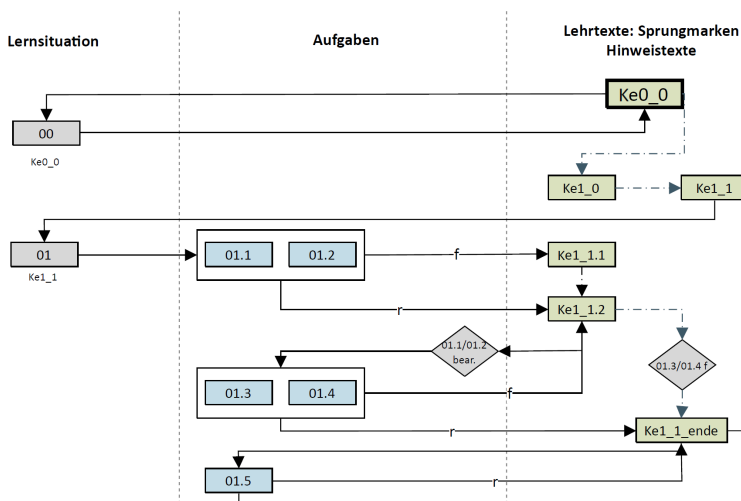 Lernsituation
Aufgaben
Lehrtexte: Sprungmarken
Hinweistexte
Ke0_0
00
Ke0_0
Ke1_0
Ke1_1
01
Ke1_1
01.1
01.2
f
Ke1_1.1
r
Ke1_1.2
01.1/01.2
bear.
01.3/01.4 f
01.3
01.4
f
r
Ke1_1_ende
01.5
r